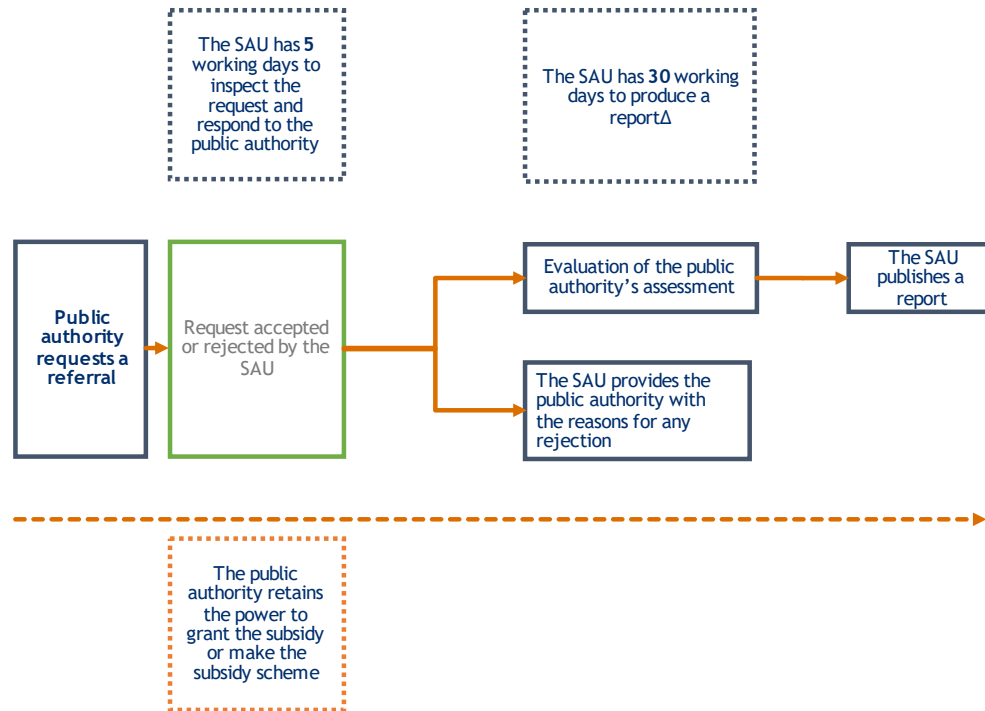 The SAU has 5
working days to
inspect the
request and
respond to the
public authority
The SAU has 30 working
days to produce a
reportΔ
Public
authority
requests a
referral
Request accepted
or rejected by the
SAU
Evaluation of the public
authority’s assessment
The SAU
publishes a
report
The SAU provides the
public authority with
the reasons for any
rejection
The public
authority retains
the power to
grant the subsidy
or make the
subsidy scheme